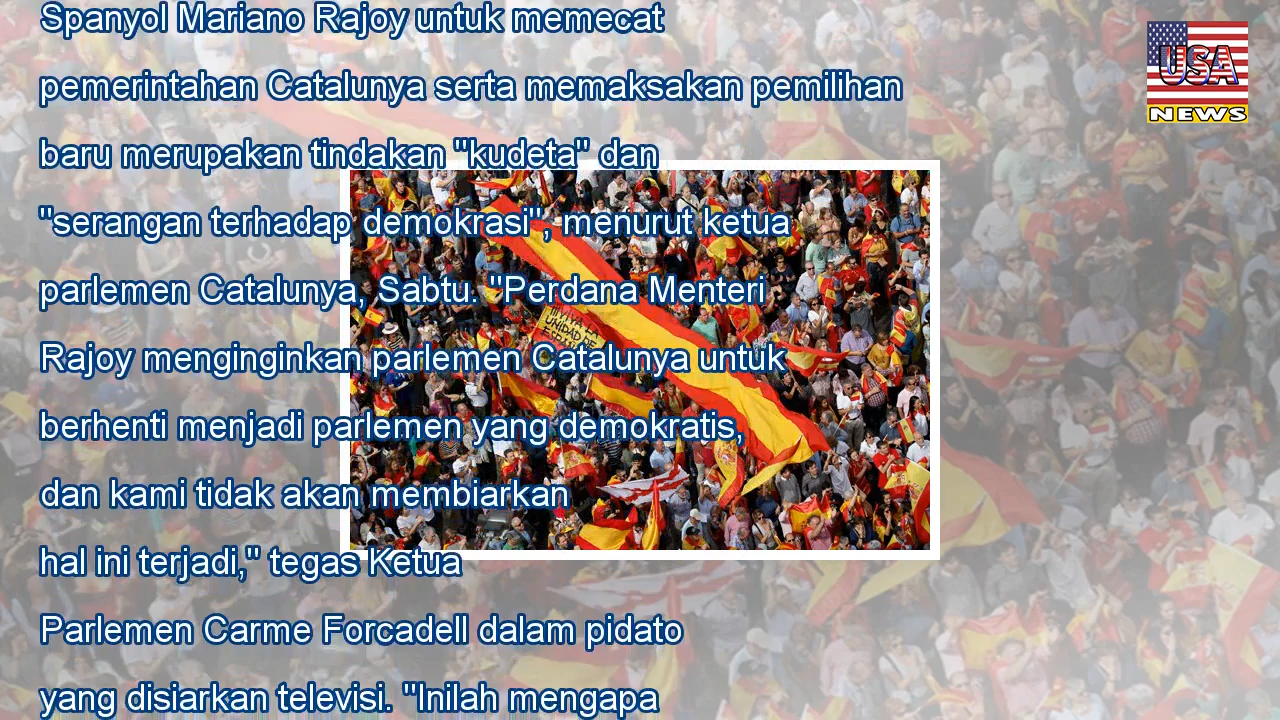 Spanyol Mariano Rajoy untuk memecat
pemerintahan Catalunya serta memaksakan pemilihan
baru merupakan tindakan "kudeta" dan
"serangan terhadap demokrasi", menurut ketua
parlemen Catalunya, Sabtu. "Perdana Menteri
Rajoy menginginkan parlemen Catalunya untuk
berhenti menjadi parlemen yang demokratis,
dan kami tidak akan membiarkan
hal ini terjadi," tegas Ketua
Parlemen Carme Forcadell dalam pidato
yang disiarkan televisi. "Inilah mengapa
USA
NEWS
UNIDAD DE